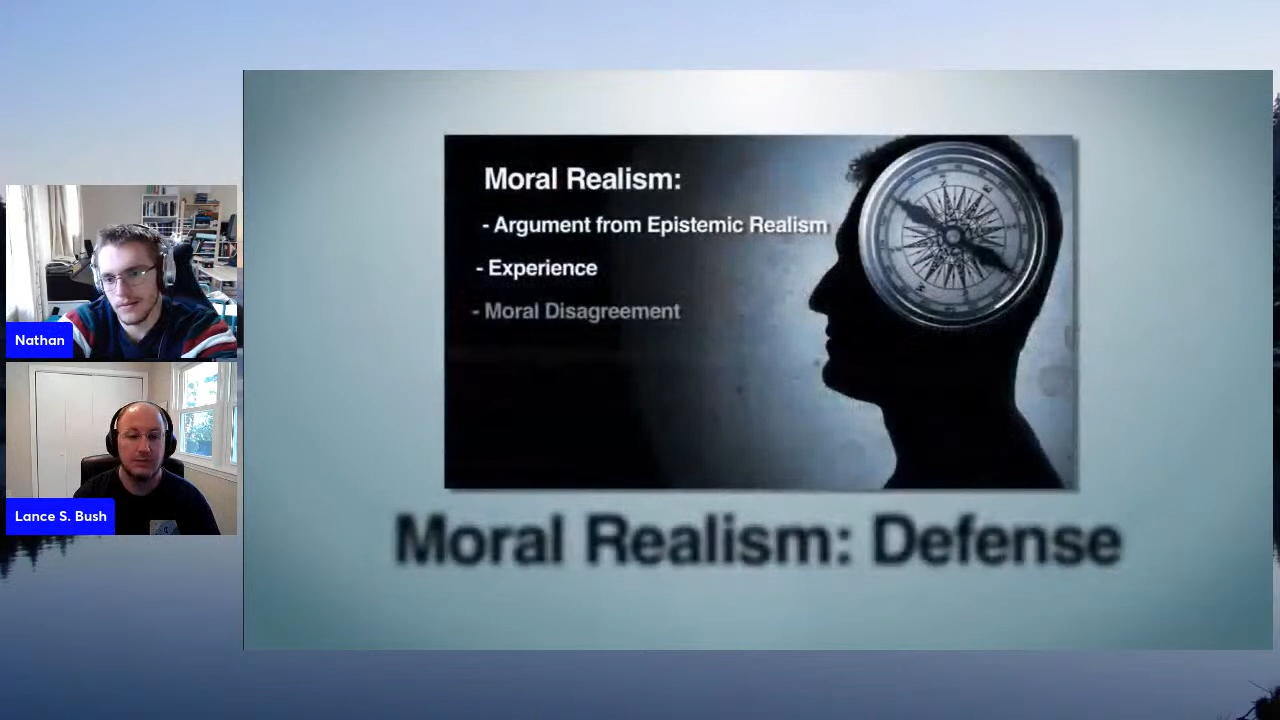 Moral Realism:
- Argument from Epistemic Realism
- Experience
- Moral Disagreement
Nathan
Lance S. Bush
Moral Realism: Defense